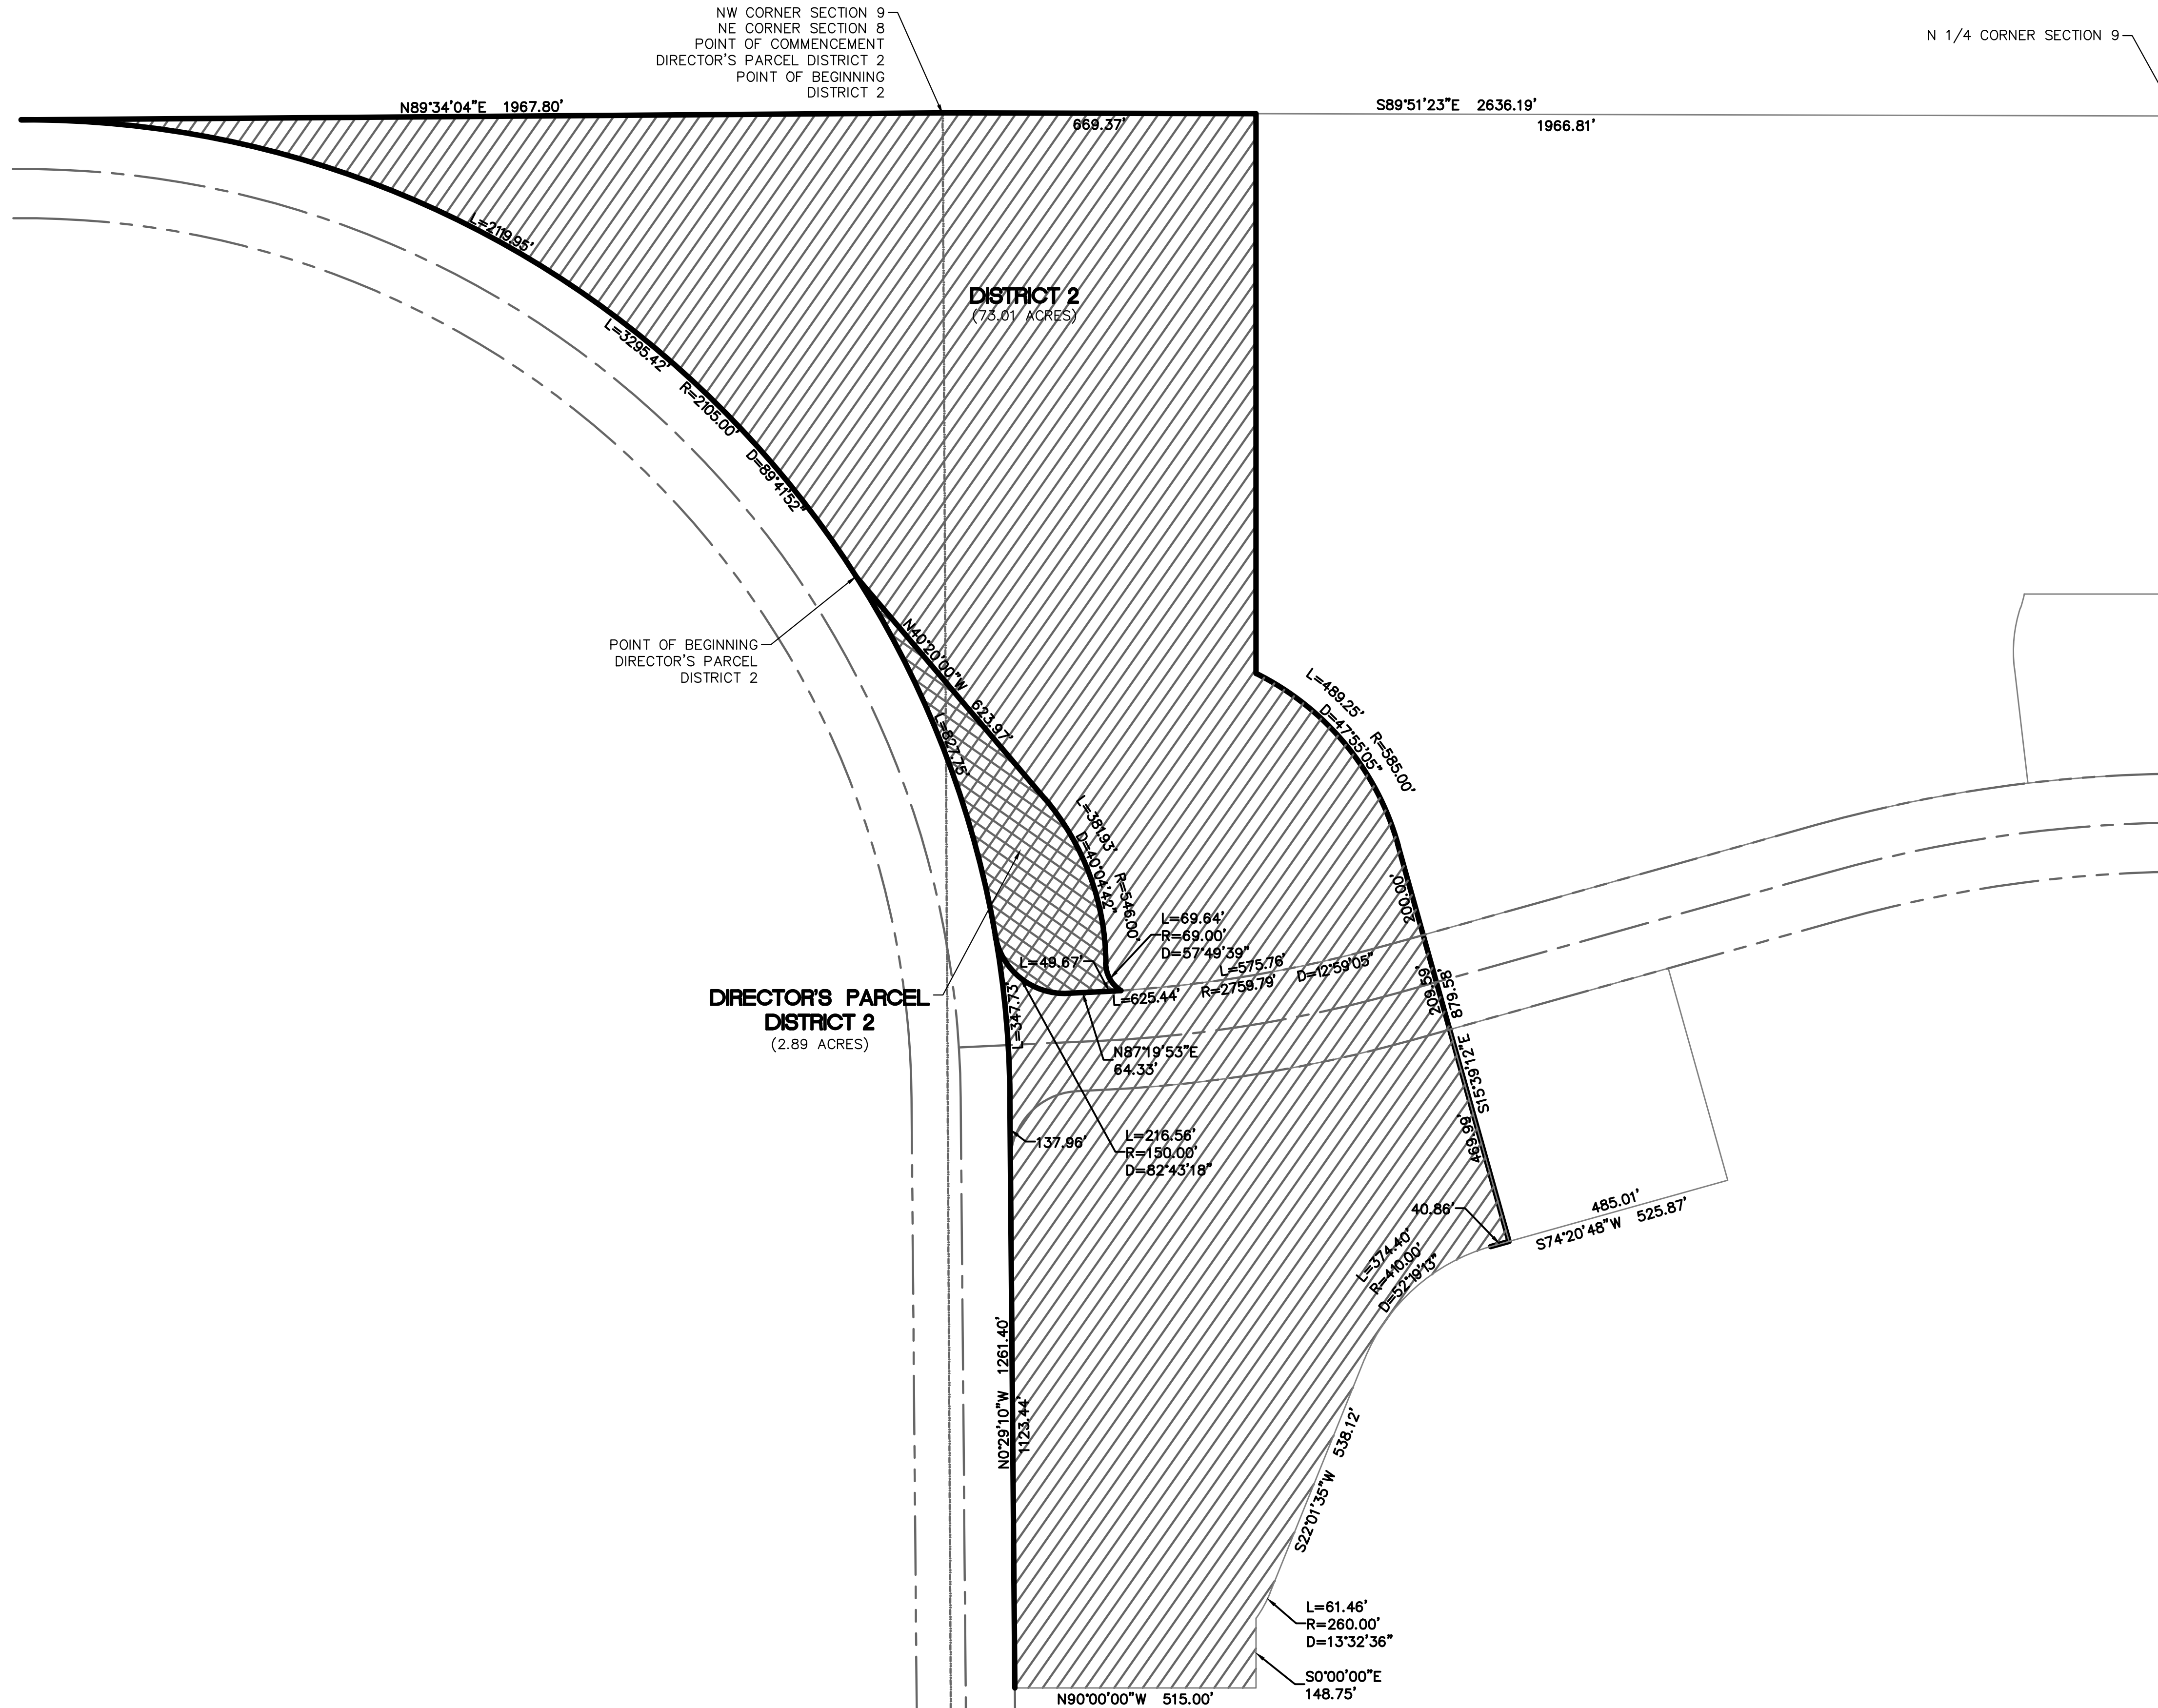 NW CORNER SECTION 9
NE CORNER SECTION 8
POINT OF COMMENCEMENT
DIRECTOR'S PARCEL DISTRICT 2
POINT OF BEGINNING
DISTRICT 2
N 1/4 CORNER SECTION 9
N89°34'04"E 1967.80'
S89°51'23"E 2636.19'
669.37'
1966.81'
L=2119.95'
DISTRICT 2
(73.01 ACRES)
L=3295.42' R=2105.00' D=89°41'52"
POINT OF BEGINNING
DIRECTOR'S PARCEL
DISTRICT 2
N40°20'00"W 623.97'
L=827.75'
L=489.25' R=585.00'
D=47°55'05"
L=381.93' R=546.00'
D=40°04'42"
200.00'
L=69.64'
R=69.00'
D=57°49'39"
L=49.67'
L=575.76'
L=625.44' R=2759.79' D=12°59'05"
209.59'
S15°39'12"E 879.58'
469.99'
DIRECTOR'S PARCEL
DISTRICT 2
(2.89 ACRES)
L=347.73'
N87°19'53"E
64.33'
137.96'
L=216.56'
R=150.00'
D=82°43'18"
40.86'
485.01'
S74°20'48"W 525.87'
L=374.40'
R=410.00'
D=52°19'13"
N0°29'10"W 1261.40'
1123.44'
S22°01'35"W 538.12'
L=61.46'
R=260.00'
D=13°32'36"
S0°00'00"E
148.75'
N90°00'00"W 515.00'